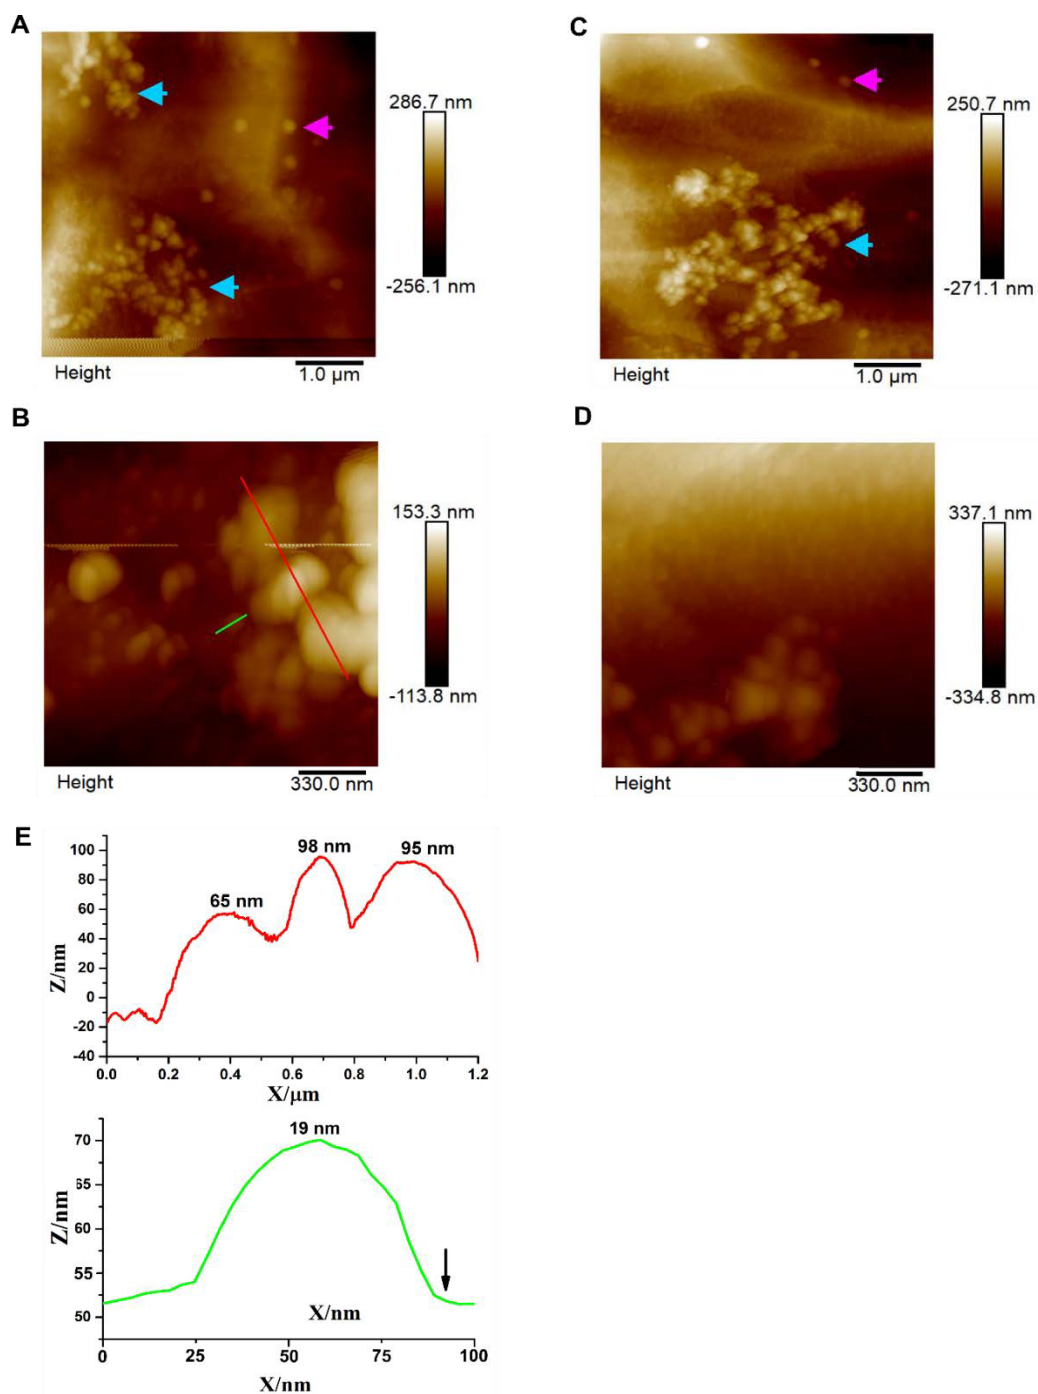 A
286.7 nm
-256.1 nm
Height
1.0 µm
C
250.7 nm
-271.1 nm
Height
1.0 µm
B
153.3 nm
-113.8 nm
Height
330.0 nm
D
337.1 nm
-334.8 nm
Height
330.0 nm
E
98 nm
95 nm
65 nm
100
80
60
40
20
0
-20
-40
Z/nm
0.0 0.2 0.4 0.6 0.8 1.0 1.2
X/µm
19 nm
70
65
60
55
50
Z/nm
X/nm
0 25 50 75 100
X/nm